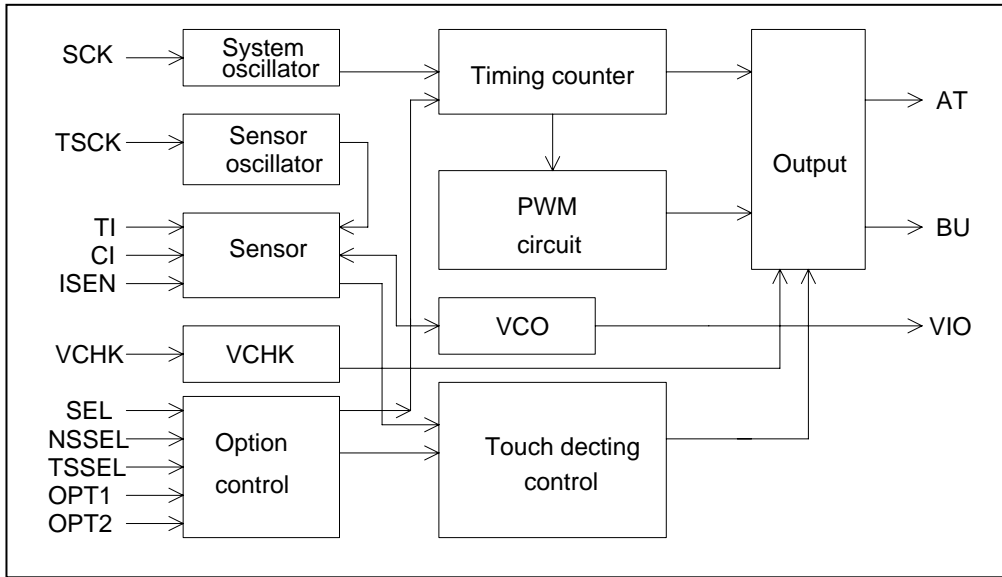 SCK
System
oscillator
Timing counter
AT
TSCK
Sensor
oscillator
Output
PWM
circuit
TI
CI
ISEN
Sensor
BU
VCO
VIO
VCHK
VCHK
SEL
NSSEL
TSSEL
OPT1
OPT2
Option
control
Touch decting
control